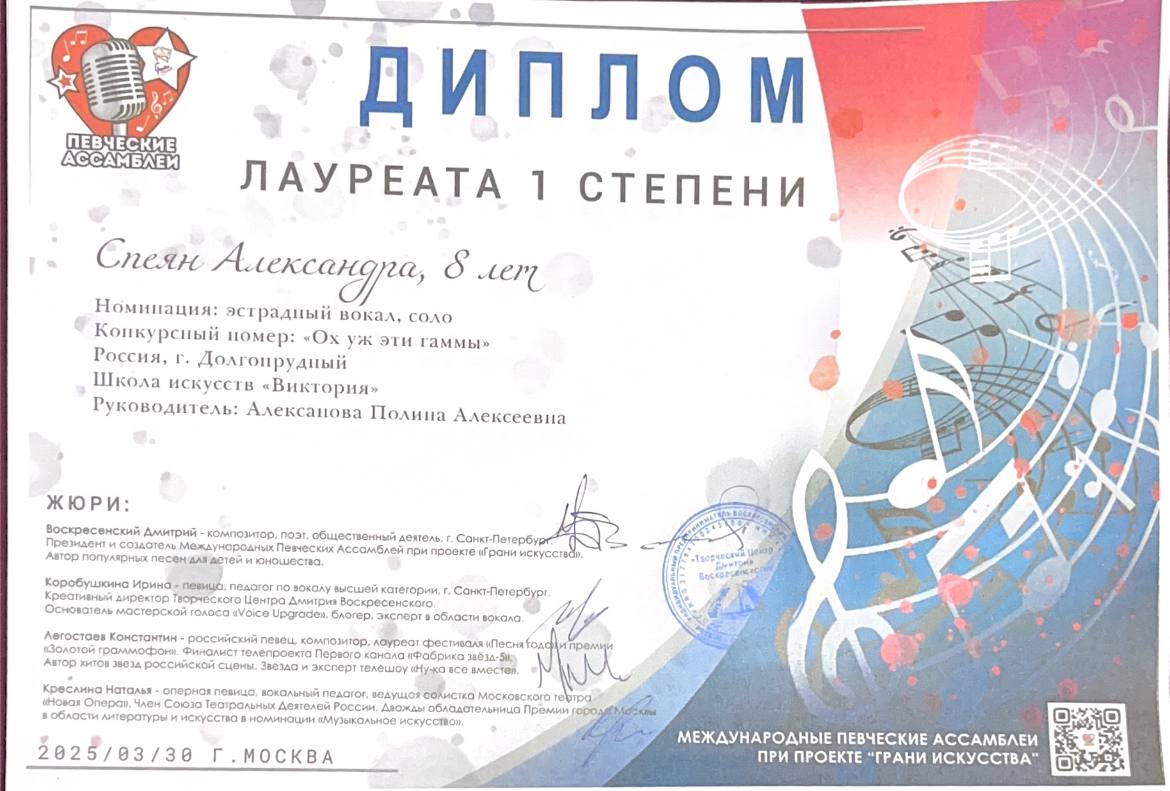 ПЕВЧЕСКИЕ
АССАМБЛЕИ
ДИПЛОМ
ЛАУРЕАТА 1 СТЕПЕНИ
Спеян Александра, 8 лет
Номинация: эстрадный вокал, соло
Конкурсный номер: «Ох уж эти гаммы»
Россия, г. Долгопрудный
Школа искусств «Виктория»
Руководитель: Алексанова Полина Алексеевна
ЖЮРИ:
Воскресенский Дмитрий - композитор, поэт, общественный деятель, г. Санкт-Петербург.
Президент и создатель Международных Певческих Ассамблей при проекте «Грани искусства».
Автор популярных песен для детей и юношества.
Коробушкина Ирина - певица, педагог по вокалу высшей категории, г. Санкт-Петербург.
Креативный директор Творческого Центра Дмитрия Воскресенского.
Основатель мастерской голоса «Voice Upgrade», блогер, эксперт в области вокала.
Легостаев Константин - российский певец, композитор, лауреат фестиваля «Песня года» и премии
«Золотой граммофон». Финалист телепроекта Первого канала «Фабрика звёзд-5».
Автор хитов звезд российской сцены. Звезда и эксперт телешоу «Ну-ка все вместе».
Креслина Наталья - оперная певица, вокальный педагог, ведущая солистка Московского театра
«Новая Опера». Член Союза Театральных Деятелей России. Дважды обладательница Премии города Москвы
в области литературы и искусства в номинации «Музыкальное искусство».
«Творческий Центр
Дмитрия
Воскресенского»
2025/03/30 Г.МОСКВА
МЕЖДУНАРОДНЫЕ ПЕВЧЕСКИЕ АССАМБЛЕИ
ПРИ ПРОЕКТЕ "ГРАНИ ИСКУССТВА"